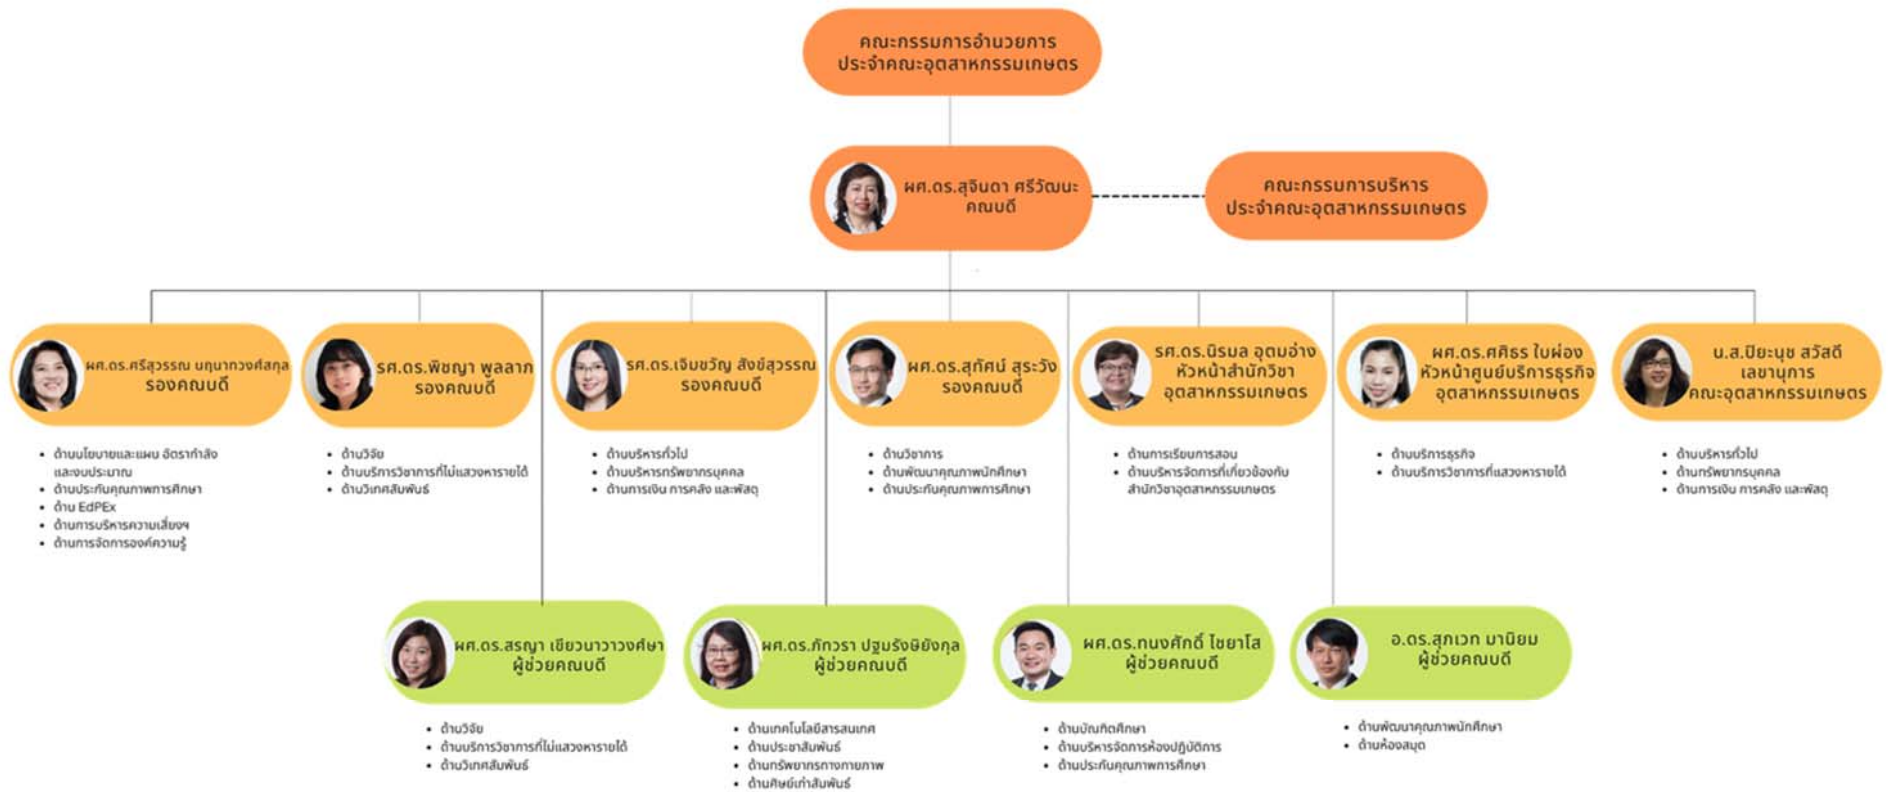 คณะกรรมการอำนวยการ
ประจำคณะอุตสาหกรรมเกษตร
ผศ.ดร.สุจินดา ศรีวัฒนะ
คณบดี
คณะกรรมการบริหาร
ประจำคณะอุตสาหกรรมเกษตร
ผศ.ดร.ศรีสุวรรณ นฤนาทวงศ์สกุล
รองคณบดี
• ด้านนโยบายและแผน อัตรากำลัง
และงบประมาณ
• ด้านประกันคุณภาพการศึกษา
• ด้าน EdPEx
• ด้านการบริหารความเสี่ยงฯ
• ด้านการจัดการองค์ความรู้
รศ.ดร.พิชญา พูลลาภ
รองคณบดี
• ด้านวิจัย
• ด้านบริการวิชาการที่ไม่แสวงหารายได้
• ด้านวิเทศสัมพันธ์
รศ.ดร.เจิมขวัญ สังข์สุวรรณ
รองคณบดี
• ด้านบริหารทั่วไป
• ด้านบริหารทรัพยากรบุคคล
• ด้านการเงิน การคลัง และพัสดุ
ผศ.ดร.สุทัศน์ สุระวัง
รองคณบดี
• ด้านวิชาการ
• ด้านพัฒนาคุณภาพนักศึกษา
• ด้านประกันคุณภาพการศึกษา
รศ.ดร.นิรมล อุตมอ่าง
หัวหน้าสำนักวิชา
อุตสาหกรรมเกษตร
• ด้านการเรียนการสอน
• ด้านบริหารจัดการที่เกี่ยวข้องกับ
สำนักวิชาอุตสาหกรรมเกษตร
ผศ.ดร.ศศิธร ใบผ่อง
หัวหน้าศูนย์บริการธุรกิจ
อุตสาหกรรมเกษตร
• ด้านบริการธุรกิจ
• ด้านบริการวิชาการที่แสวงหารายได้
น.ส.ปิยะนุช สวัสดี
เลขานุการ
คณะอุตสาหกรรมเกษตร
• ด้านบริหารทั่วไป
• ด้านทรัพยากรบุคคล
• ด้านการเงิน การคลัง และพัสดุ
ผศ.ดร.สรญา เขียวนาวาวงศ์ษา
ผู้ช่วยคณบดี
• ด้านวิจัย
• ด้านบริการวิชาการที่ไม่แสวงหารายได้
• ด้านวิเทศสัมพันธ์
ผศ.ดร.ภัทวรา ปฐมรังษิยังกุล
ผู้ช่วยคณบดี
• ด้านเทคโนโลยีสารสนเทศ
• ด้านประชาสัมพันธ์
• ด้านทรัพยากรทางกายภาพ
• ด้านศิษย์เก่าสัมพันธ์
ผศ.ดร.ทนงศักดิ์ ไชยาโส
ผู้ช่วยคณบดี
• ด้านบัณฑิตศึกษา
• ด้านบริหารจัดการห้องปฏิบัติการ
• ด้านประกันคุณภาพการศึกษา
อ.ดร.สุภเวท มานิยม
ผู้ช่วยคณบดี
• ด้านพัฒนาคุณภาพนักศึกษา
• ด้านห้องสมุด